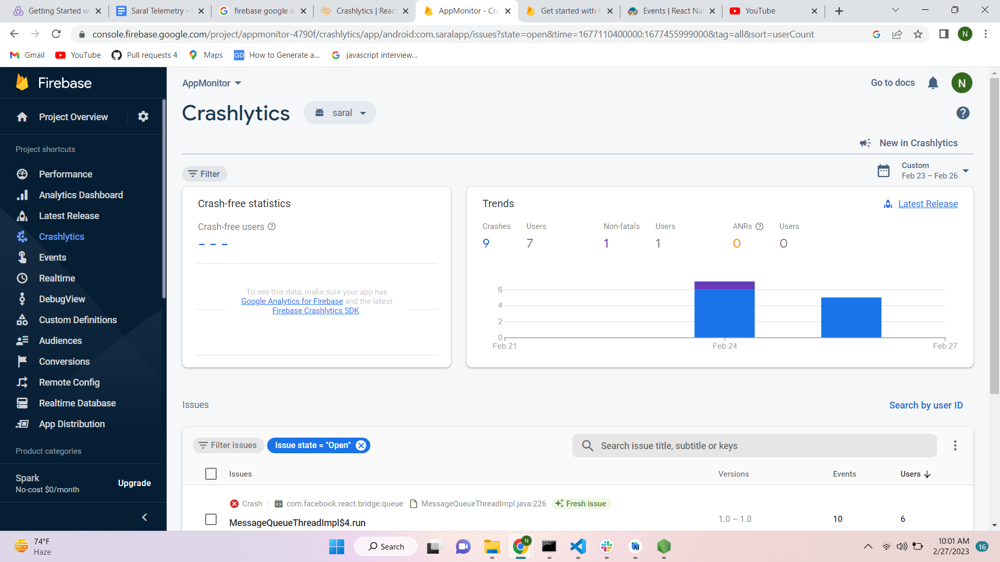 Getting Started wi
Saral Telemetry -
firebase google a
Crashlytics | Reac
AppMonitor - Cra
Get started with C
Events | React Na
YouTube
console.firebase.google.com/project/appmonitor-4790f/crashlytics/app/android:com.saralapp/issues?state=open&time=1677110400000:1677455999000&tag=all&sort=userCount
N
Gmail
YouTube
Pull requests 4
Maps
GD How to Generate a...
javascript interview...
Firebase
Project Overview
Project shortcuts
Performance
Analytics Dashboard
Latest Release
Crashlytics
Events
Realtime
DebugView
Custom Definitions
Audiences
Conversions
Remote Config
Realtime Database
App Distribution
Product categories
Spark
No-cost $0/month
Upgrade
AppMonitor
Go to docs
N
Crashlytics
saral
New in Crashlytics
Filter
Custom
Feb 23 – Feb 26
Crash-free statistics
Crash-free users
To see this data, make sure your app has
Google Analytics for Firebase and the latest
Firebase Crashlytics SDK.
Trends
Latest Release
Crashes Users Non-fatals Users ANRs Users
9 7 1 1 0 0
6
4
2
0
Feb 21 Feb 24 Feb 27
Issues
Search by user ID
Filter issues
Issue state = "Open"
Search issue title, subtitle or keys
Issues Versions Events Users
Crash com.facebook.react.bridge.queue MessageQueueThreadImpl.java:226 Fresh issue
MessageQueueThreadImpl$4.run
1.0 – 1.0 10 6
74°F
Haze
Search
N
10:01 AM
2/27/2023
16